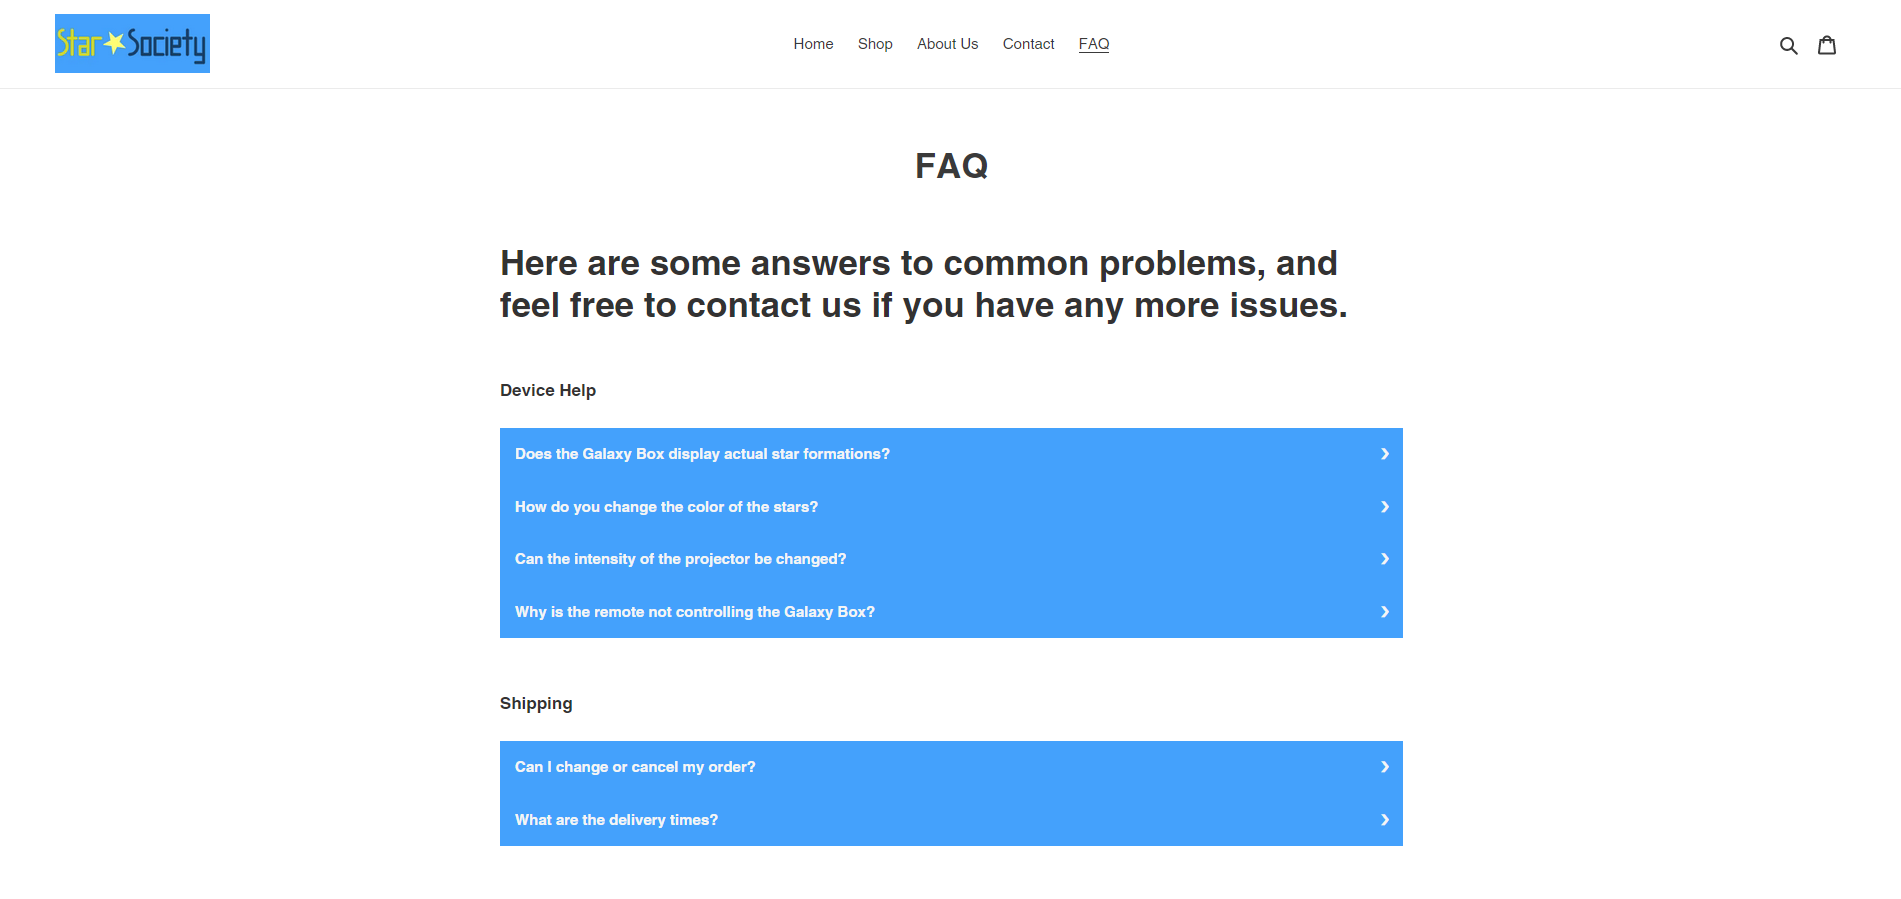 Star Society
Home
Shop
About Us
Contact
FAQ
FAQ
Here are some answers to common problems, and
feel free to contact us if you have any more issues.
Device Help
Does the Galaxy Box display actual star formations?
How do you change the color of the stars?
Can the intensity of the projector be changed?
Why is the remote not controlling the Galaxy Box?
Shipping
Can I change or cancel my order?
What are the delivery times?